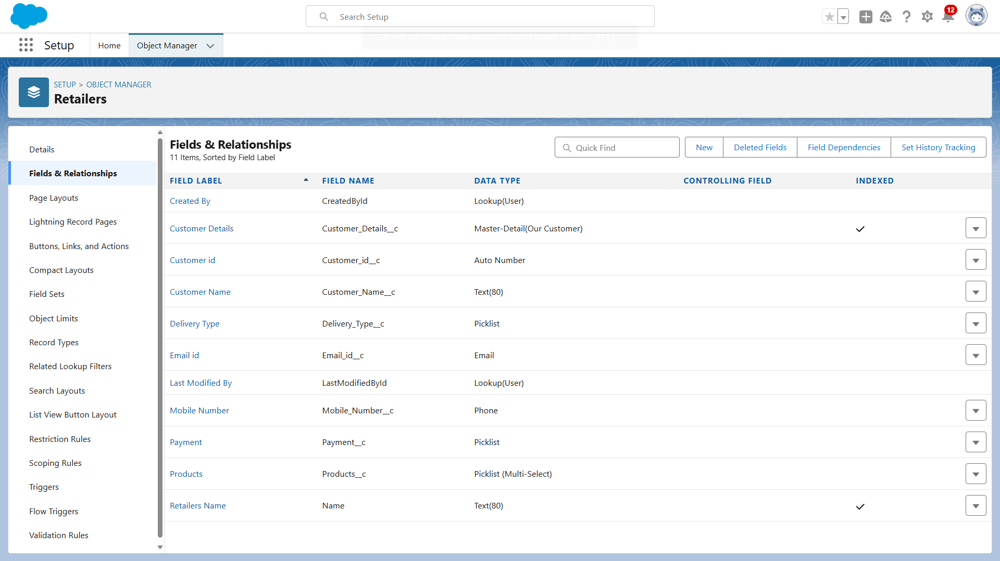 Search Setup
12
To exit full screen, move mouse to top of screen or press F11
Setup
Home
Object Manager
SETUP > OBJECT MANAGER
Retailers
Details
Fields & Relationships
Page Layouts
Lightning Record Pages
Buttons, Links, and Actions
Compact Layouts
Field Sets
Object Limits
Record Types
Related Lookup Filters
Search Layouts
List View Button Layout
Restriction Rules
Scoping Rules
Triggers
Flow Triggers
Validation Rules
Fields & Relationships
11 Items, Sorted by Field Label
Quick Find
New
Deleted Fields
Field Dependencies
Set History Tracking
FIELD LABEL FIELD NAME DATA TYPE CONTROLLING FIELD INDEXED
Created By CreatedById Lookup(User)
Customer Details Customer_Details__c Master-Detail(Our Customer)
Customer id Customer_id__c Auto Number
Customer Name Customer_Name__c Text(80)
Delivery Type Delivery_Type__c Picklist
Email id Email_id__c Email
Last Modified By LastModifiedById Lookup(User)
Mobile Number Mobile_Number__c Phone
Payment Payment__c Picklist
Products Products__c Picklist (Multi-Select)
Retailers Name Name Text(80)